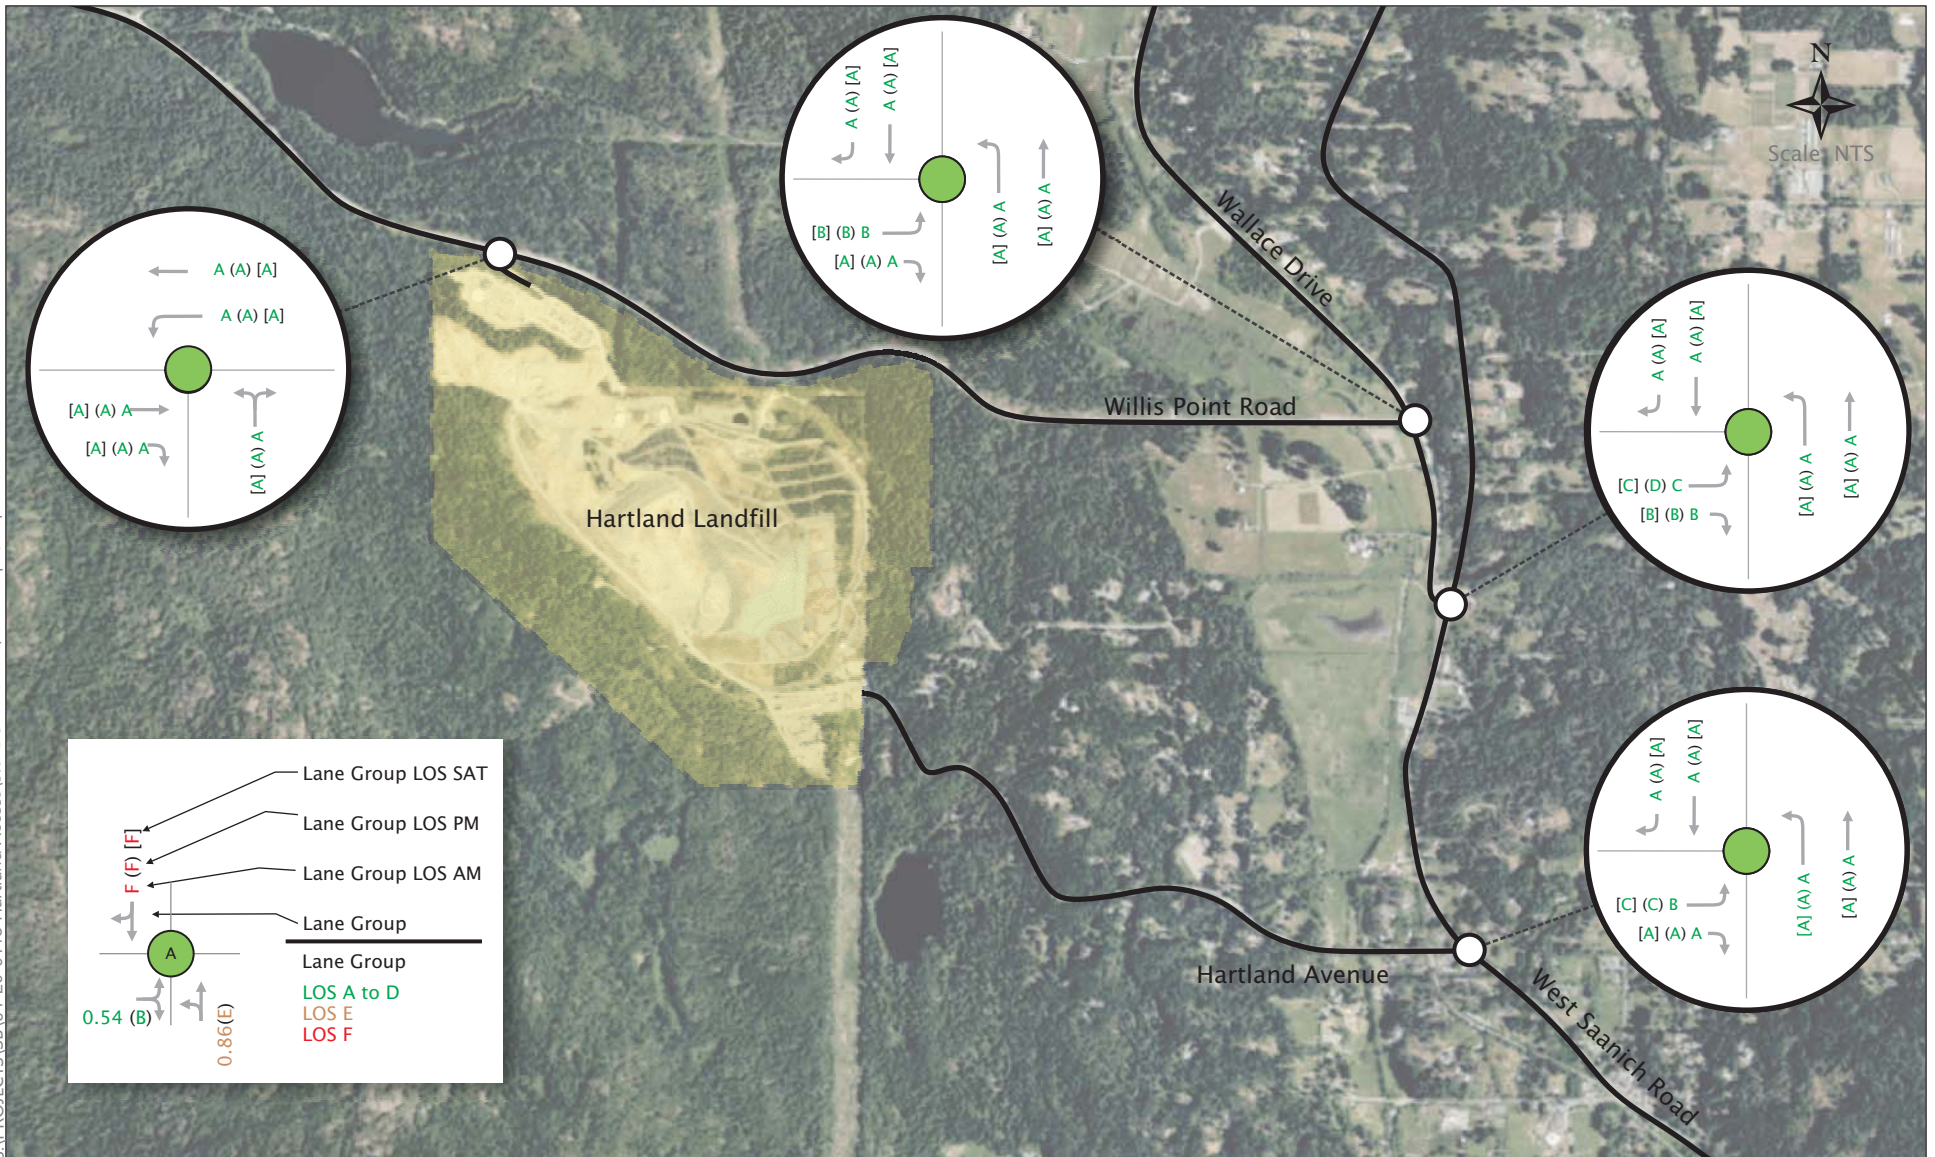 A (A) [A]
A (A) [A]
[B] (B) B
[A] (A) A
[A] (A) A
[A] (A) A
N
Scale: NTS
Wallace Drive
A (A) [A]
A (A) [A]
[A] (A) A
[A] (A) A
[A] (A) A
A (A) [A]
A (A) [A]
[C] (D) C
[B] (B) B
[A] (A) A
[A] (A) A
Willis Point Road
Hartland Landfill
A (A) [A]
A (A) [A]
[C] (C) B
[A] (A) A
[A] (A) A
[A] (A) A
Hartland Avenue
West Saanich Road
Lane Group LOS SAT
Lane Group LOS PM
Lane Group LOS AM
Lane Group
F (F) [F]
A
0.54 (B)
0.86(E)
Lane Group
LOS A to D
LOS E
LOS F